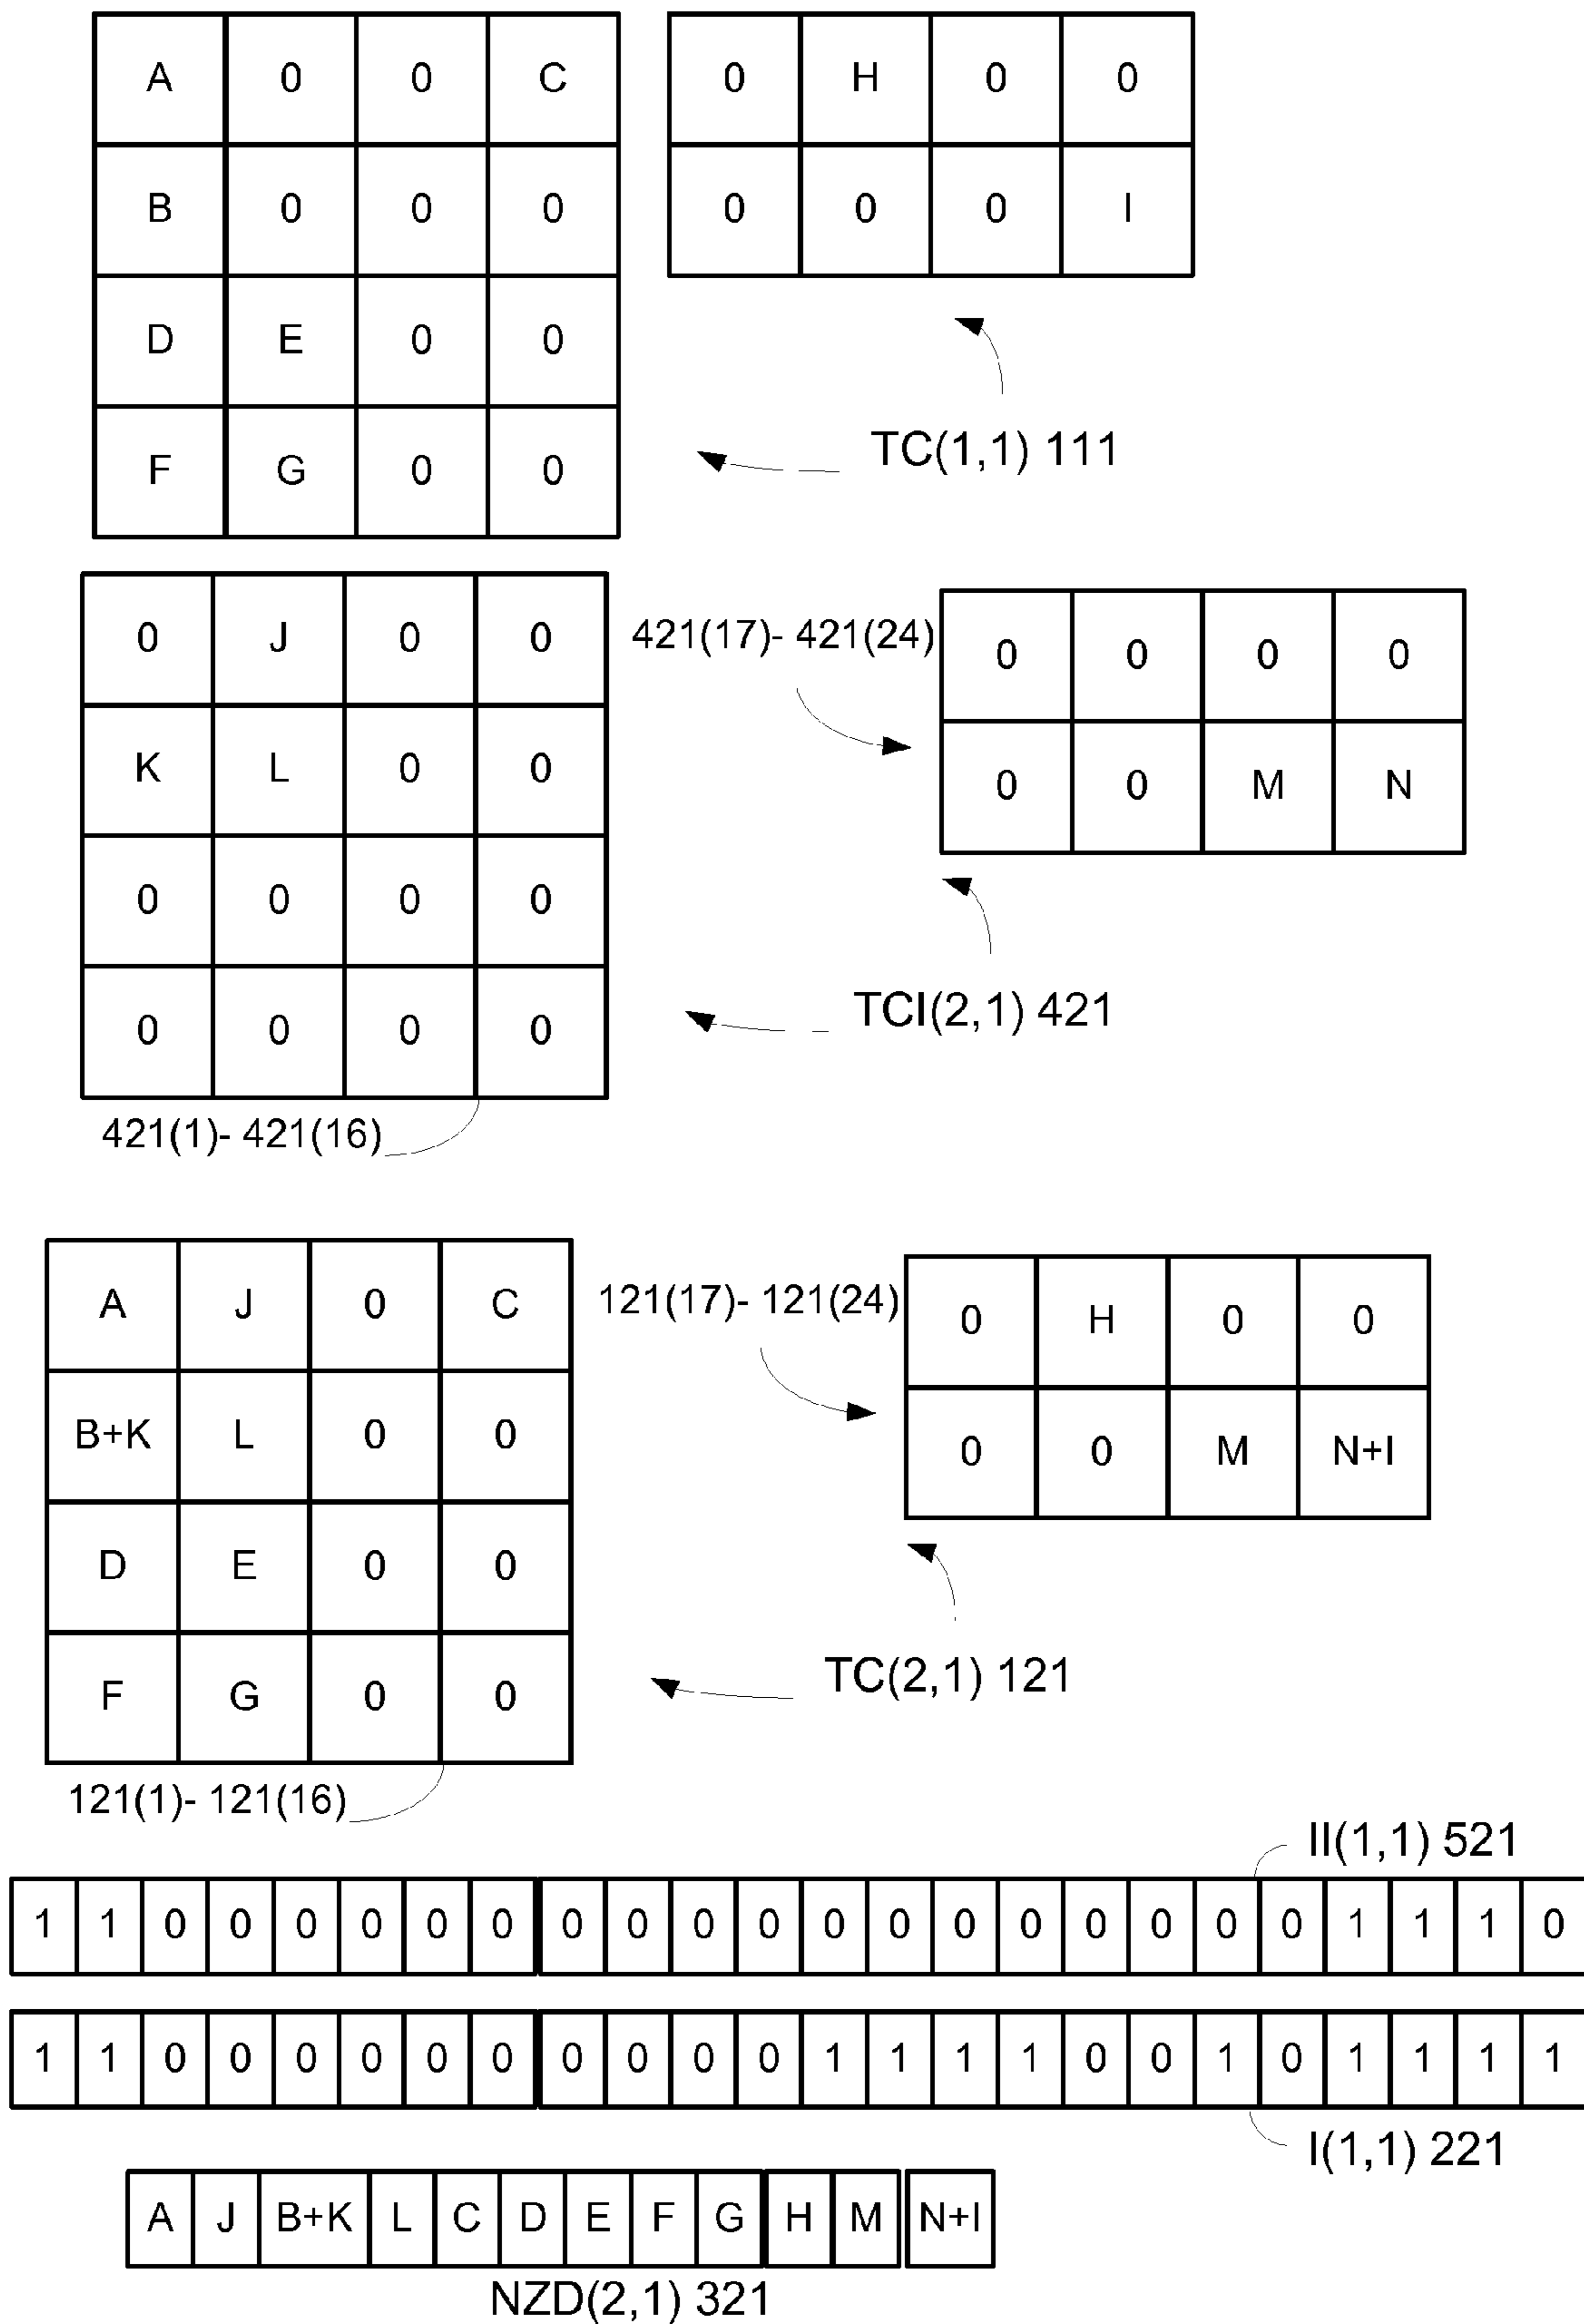 A 0 0 C
B 0 0 0
D E 0 0
F G 0 0
0 H 0 0
0 0 0 I
TC(1,1) 111
0 J 0 0
K L 0 0
0 0 0 0
0 0 0 0
421(1)- 421(16)
421(17)- 421(24)
0 0 0 0
0 0 M N
TCI(2,1) 421
A J 0 C
B+K L 0 0
D E 0 0
F G 0 0
121(1)- 121(16)
121(17)- 121(24)
0 H 0 0
0 0 M N+I
TC(2,1) 121
II(1,1) 521
1 1 0 0 0 0 0 0 0 0 0 0 0 0 0 0 0 0 0 0 1 1 1 0
1 1 0 0 0 0 0 0 0 0 0 0 1 1 1 1 0 0 1 0 1 1 1 1
I(1,1) 221
A J B+K L C D E F G H M N+I
NZD(2,1) 321